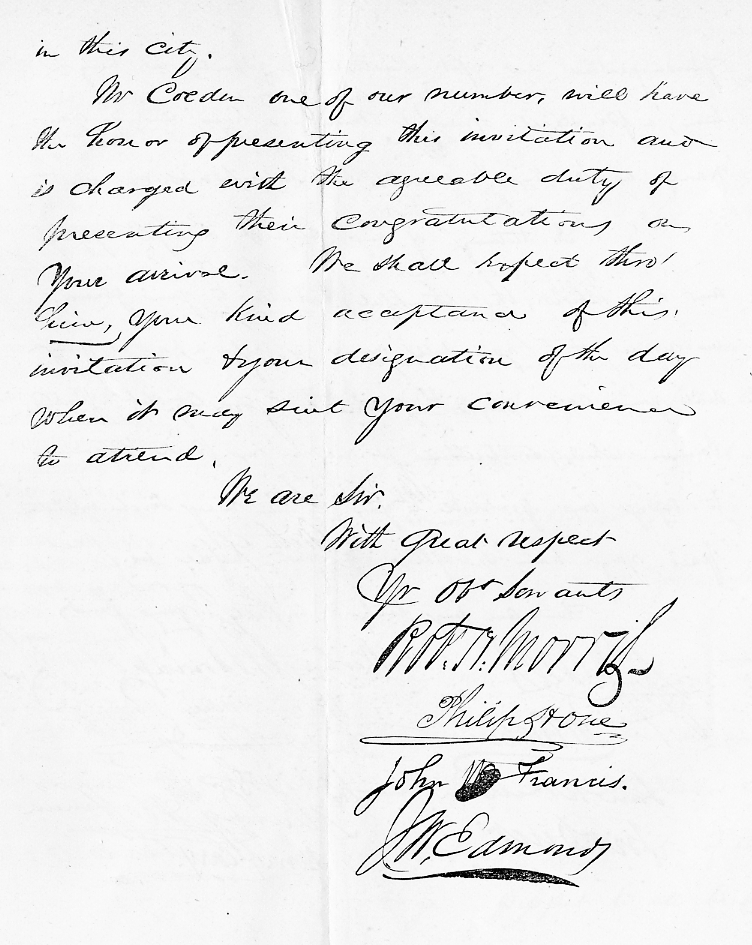 in this city.
Mr Colden one of our number, will have
the honor of presenting this invitation and
is charged with the agreeable duty of
presenting their congratutations on
Your arrival. We shall expect thro'
him, your kind acceptance of this.
invitation & your designation of the day
when it may suit your convenience
to attend.
We are Sir.
With great respect
Yr Obt Servants
Robt. H. Morris
Philip Hone
John W Francis.
J. W. Edmonds